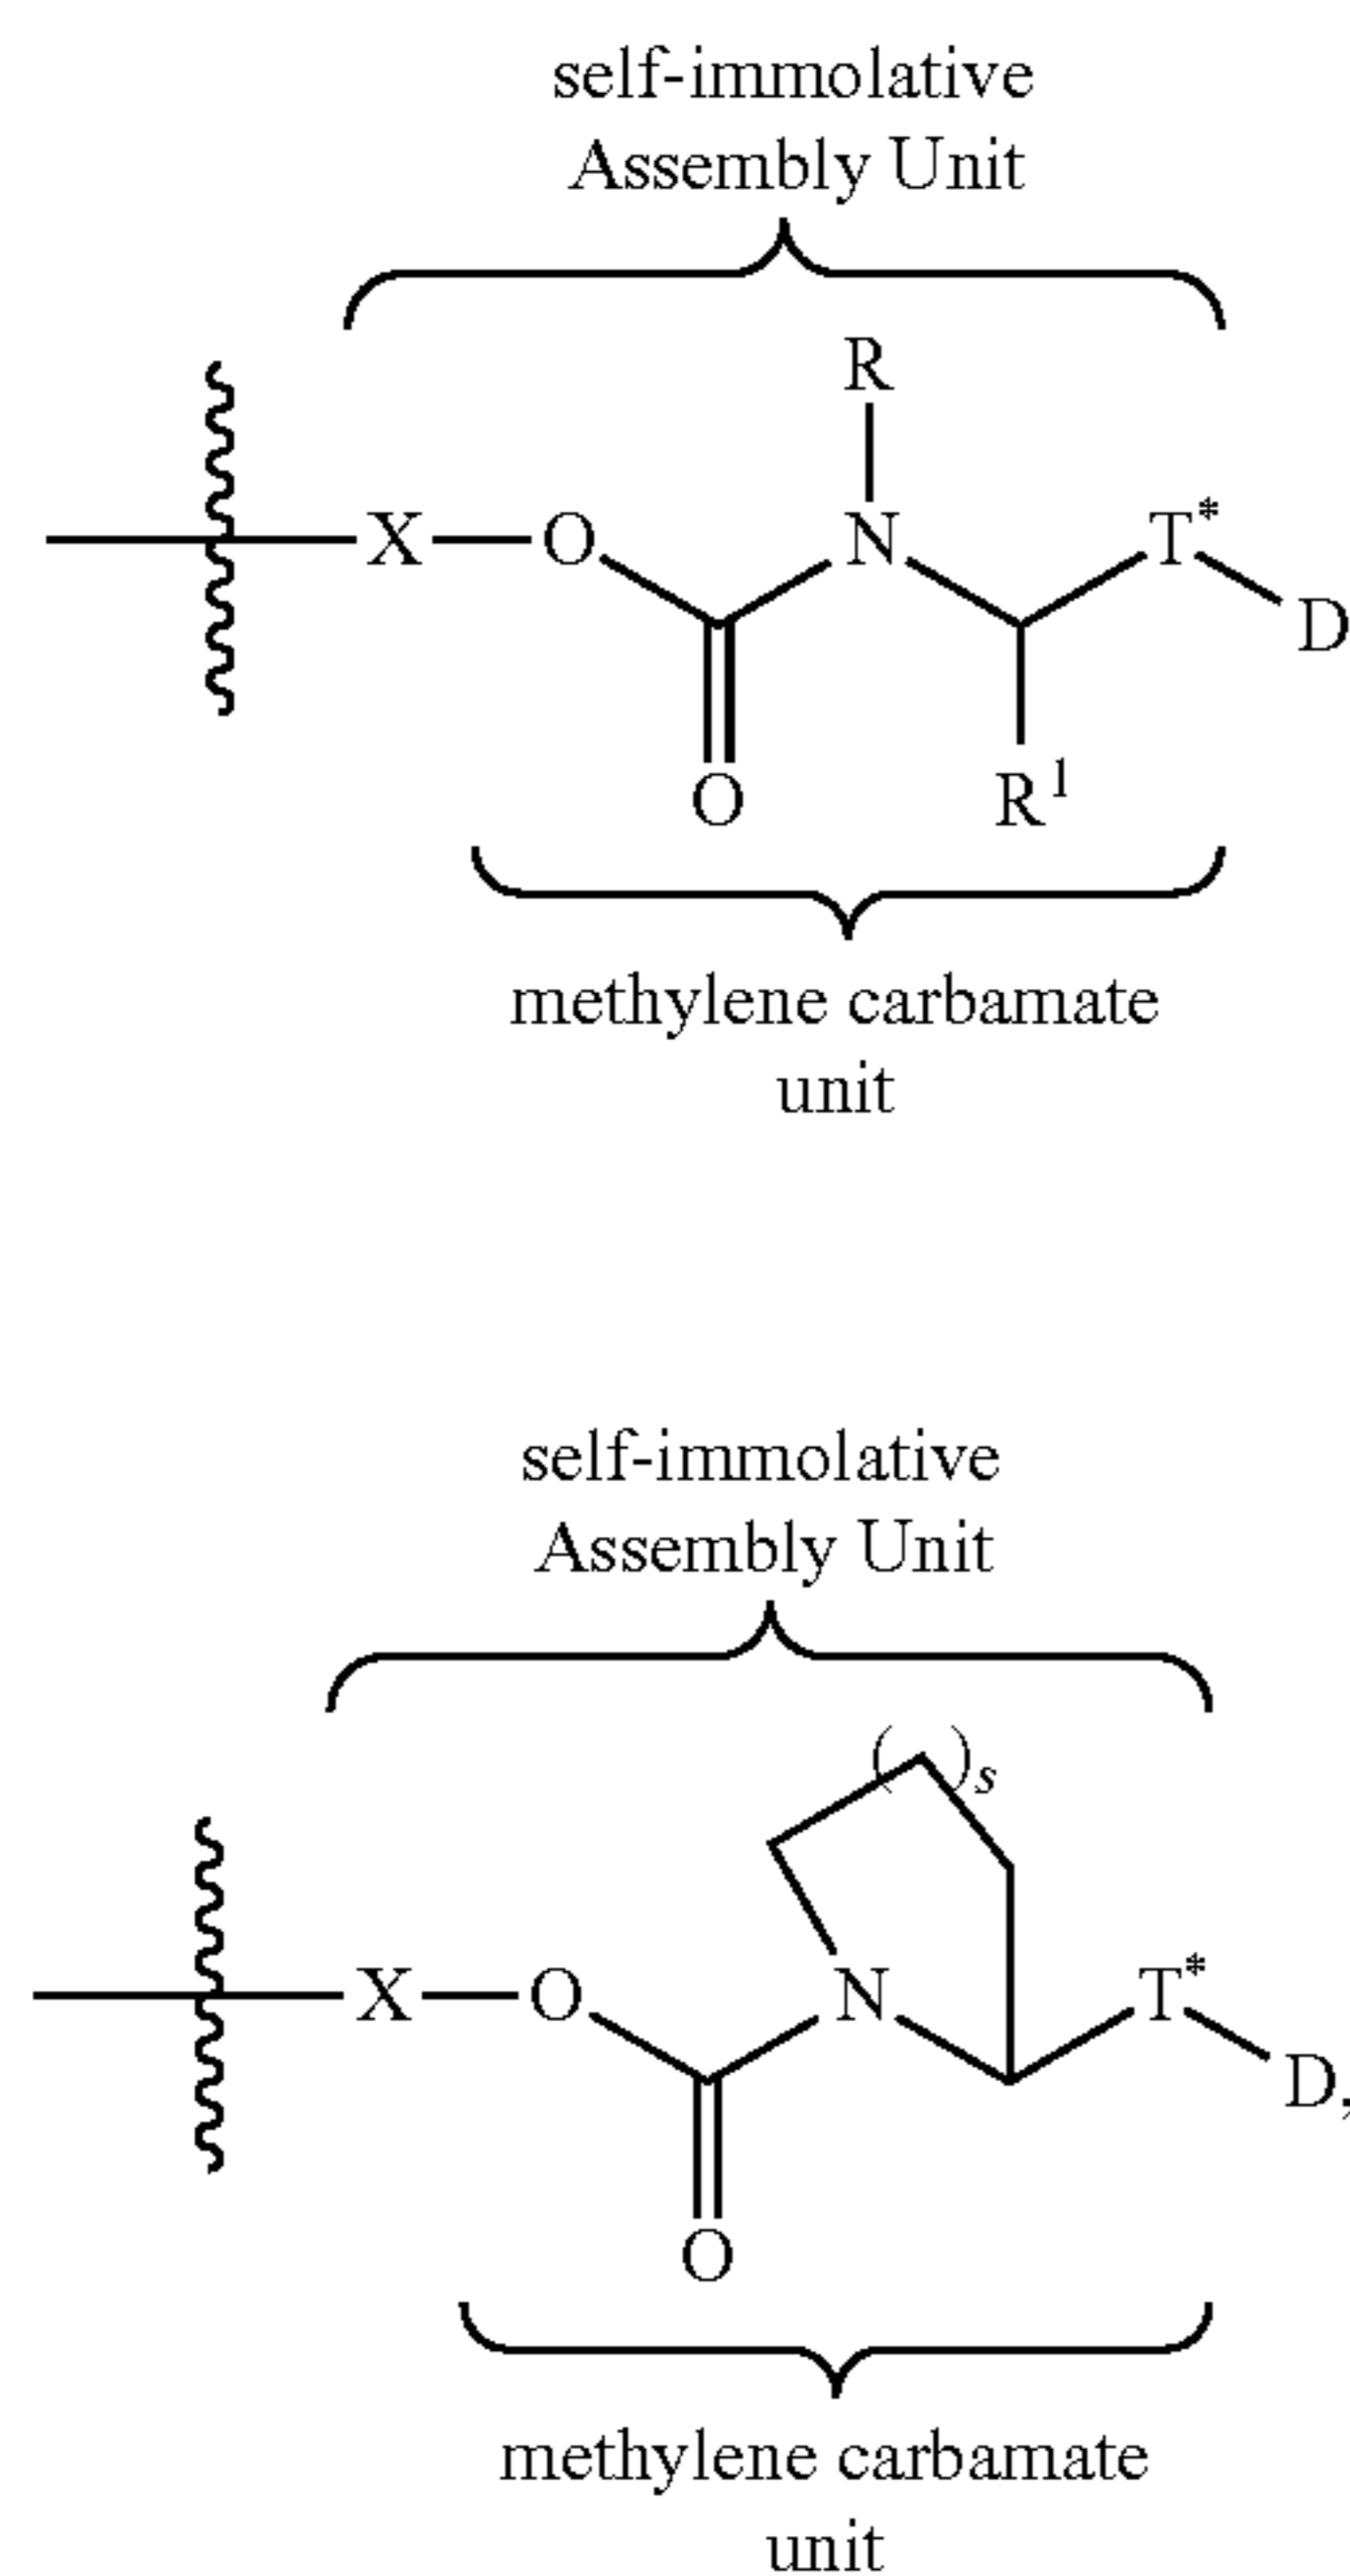 self-immolative
Assembly Unit
R
X O N T* D
O R¹
methylene carbamate
unit
self-immolative
Assembly Unit
( )s
X O N T* D,
O
methylene carbamate
unit